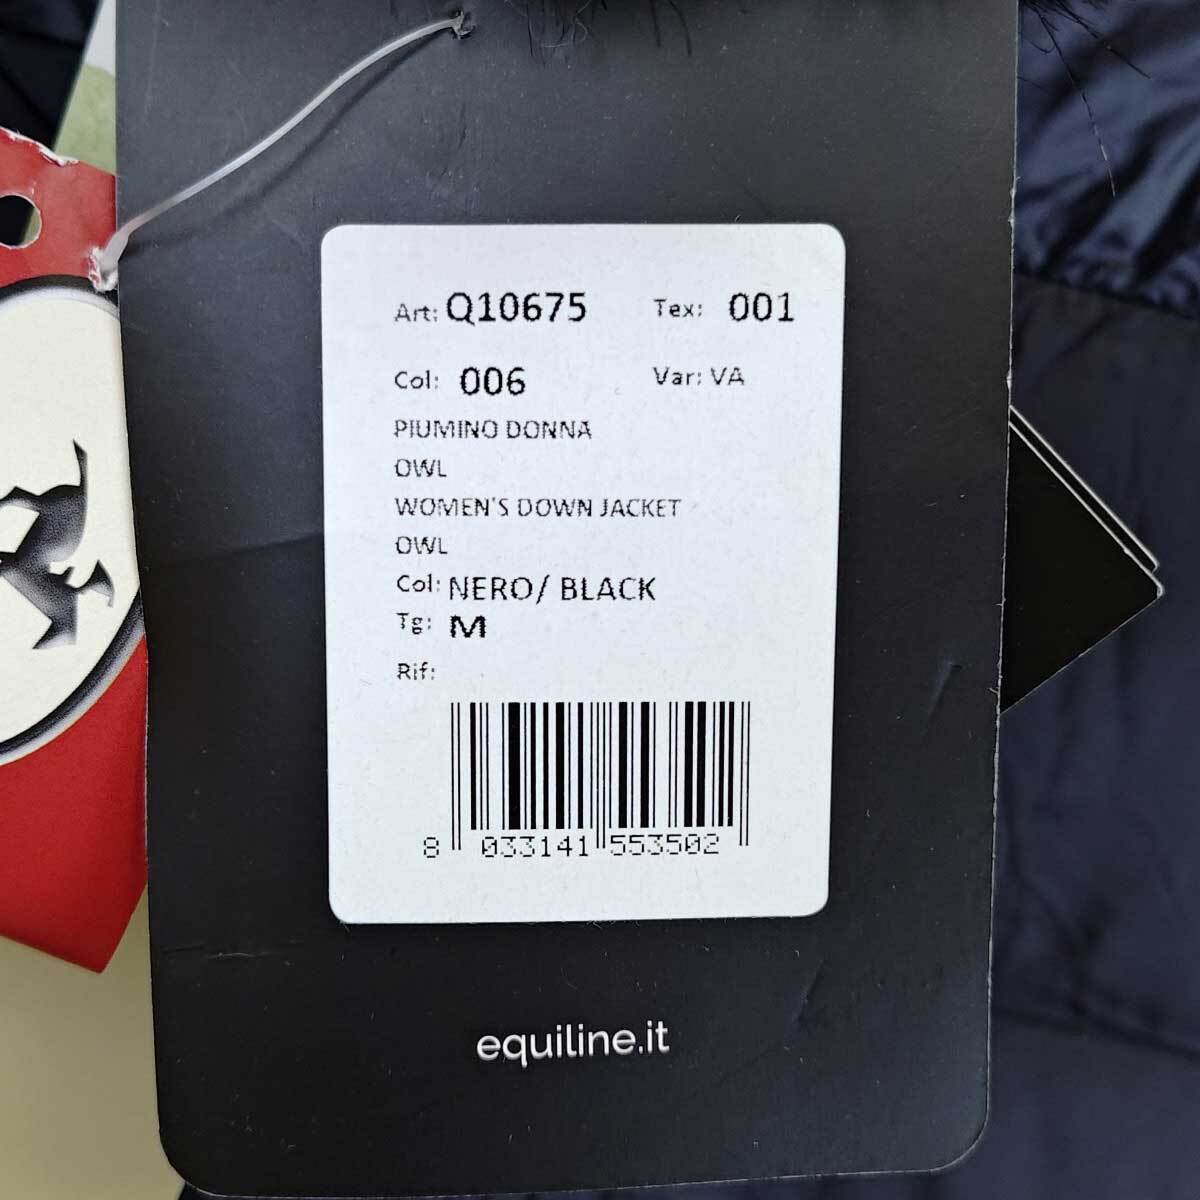 Art: Q10675 Tex: 001
Col: 006 Var: VA
PIUMINO DONNA
OWL
WOMEN'S DOWN JACKET
OWL
Col: NERO/ BLACK
Tg: M
Rif:
8 033141 553502
equiline.it